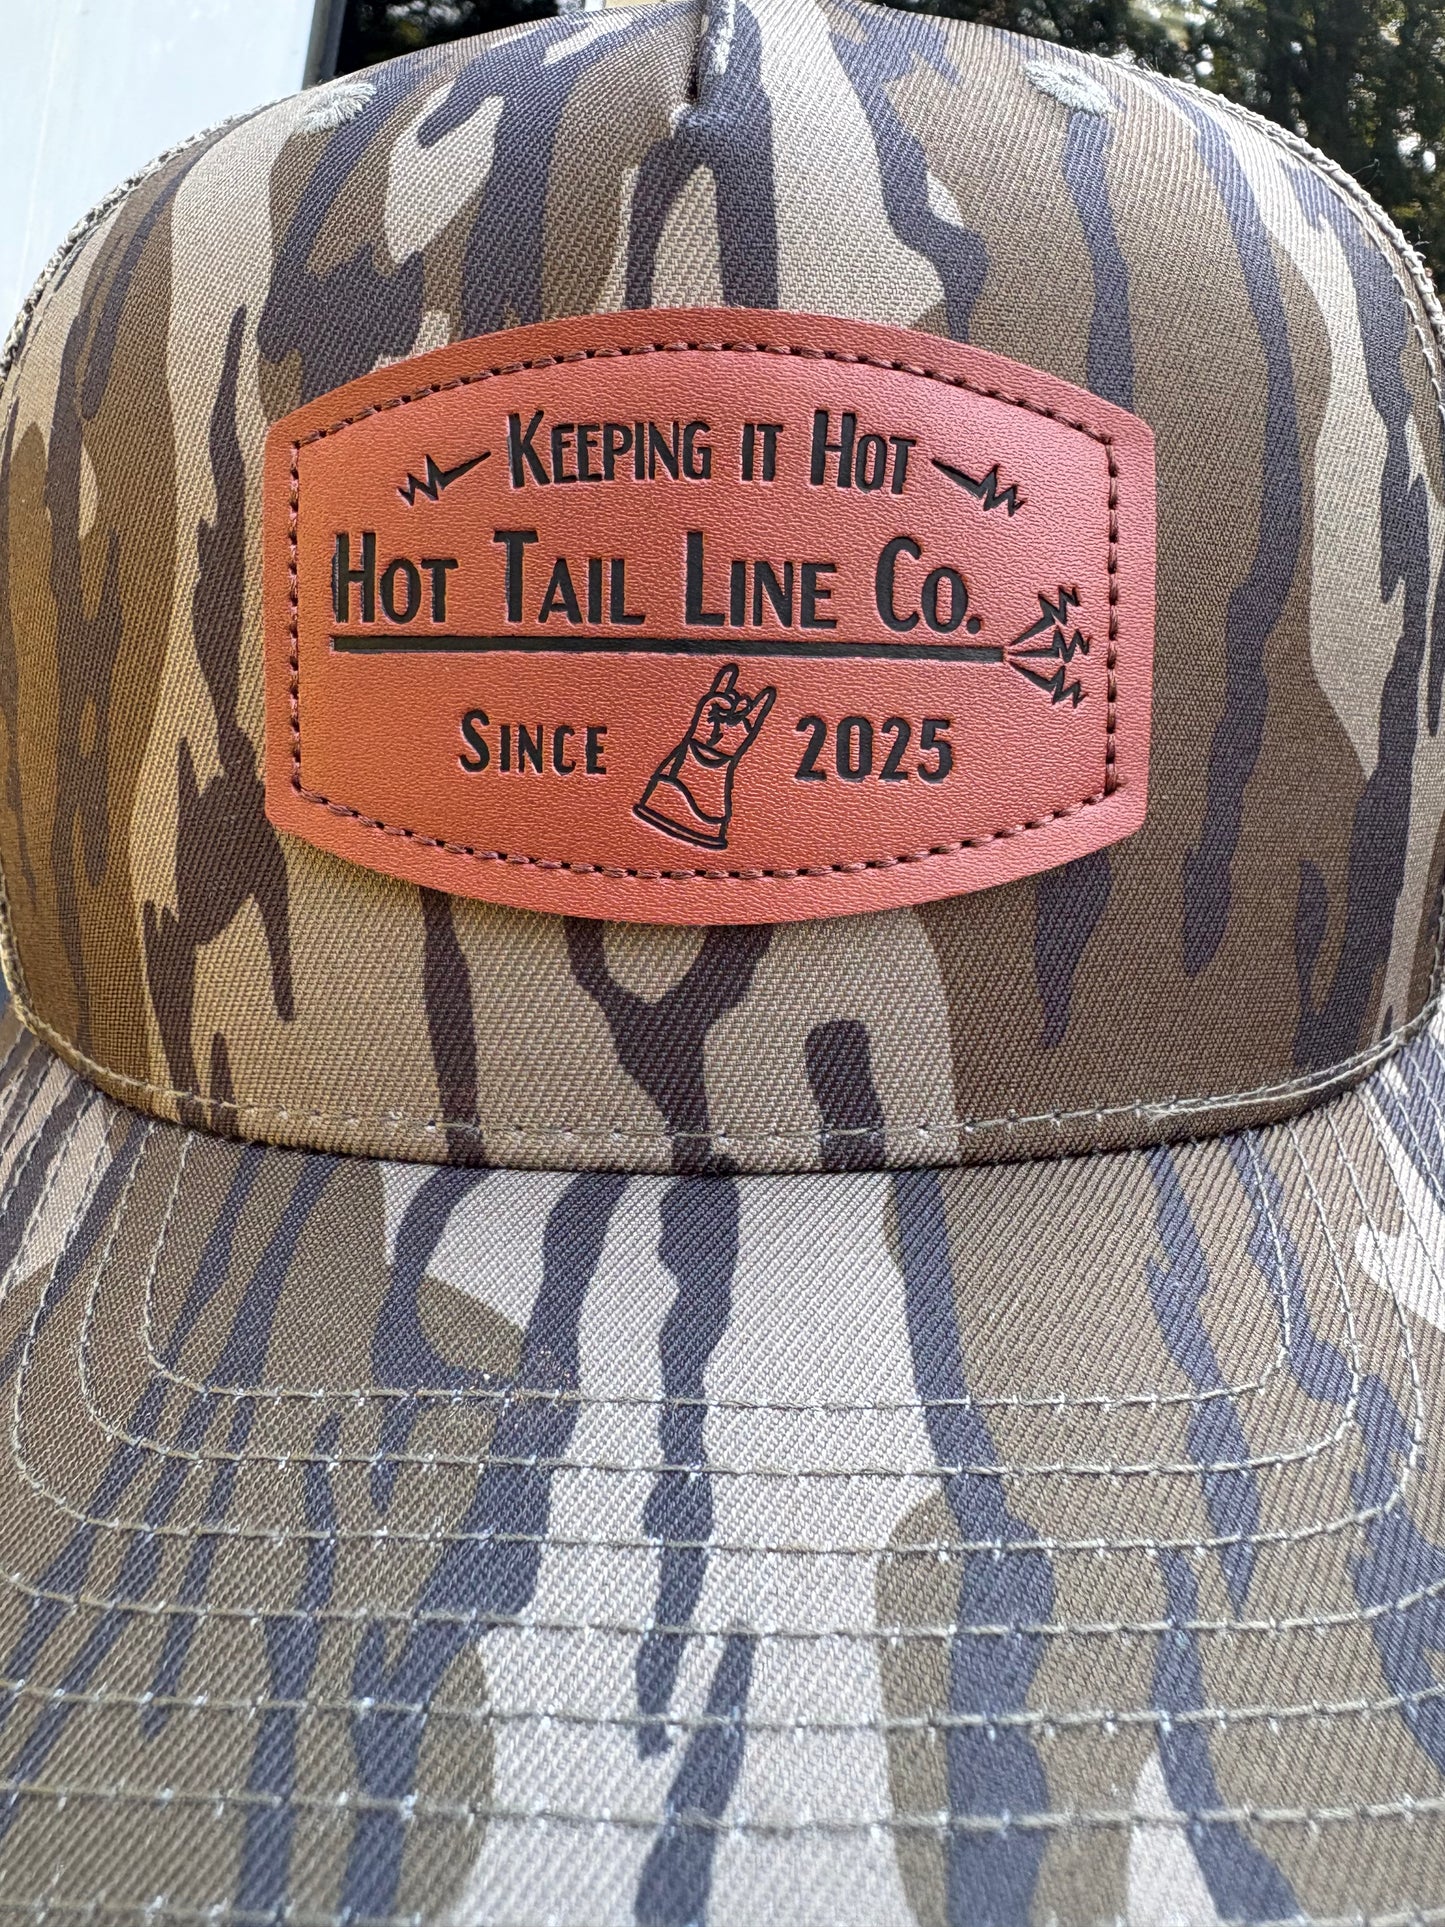 Keeping it Hot
Hot Tail Line Co.
Since 2025